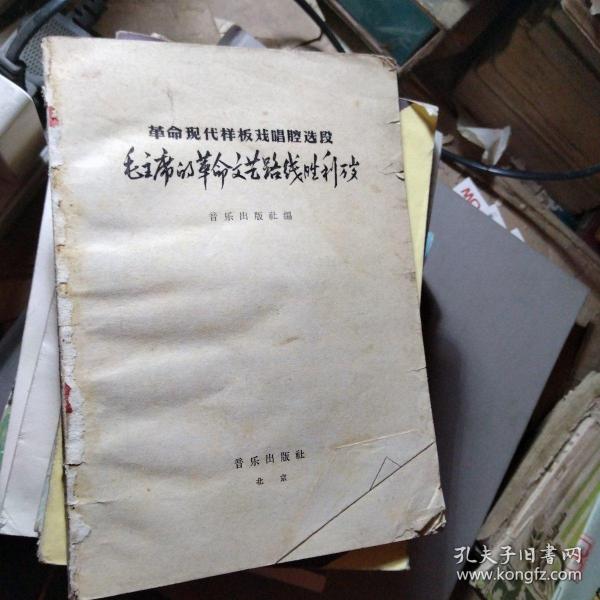 革命现代样板戏唱腔选段
毛主席的革命文艺路线胜利万岁
音乐出版社编
音乐出版社
北京
孔夫子旧书网
www.kongfz.com